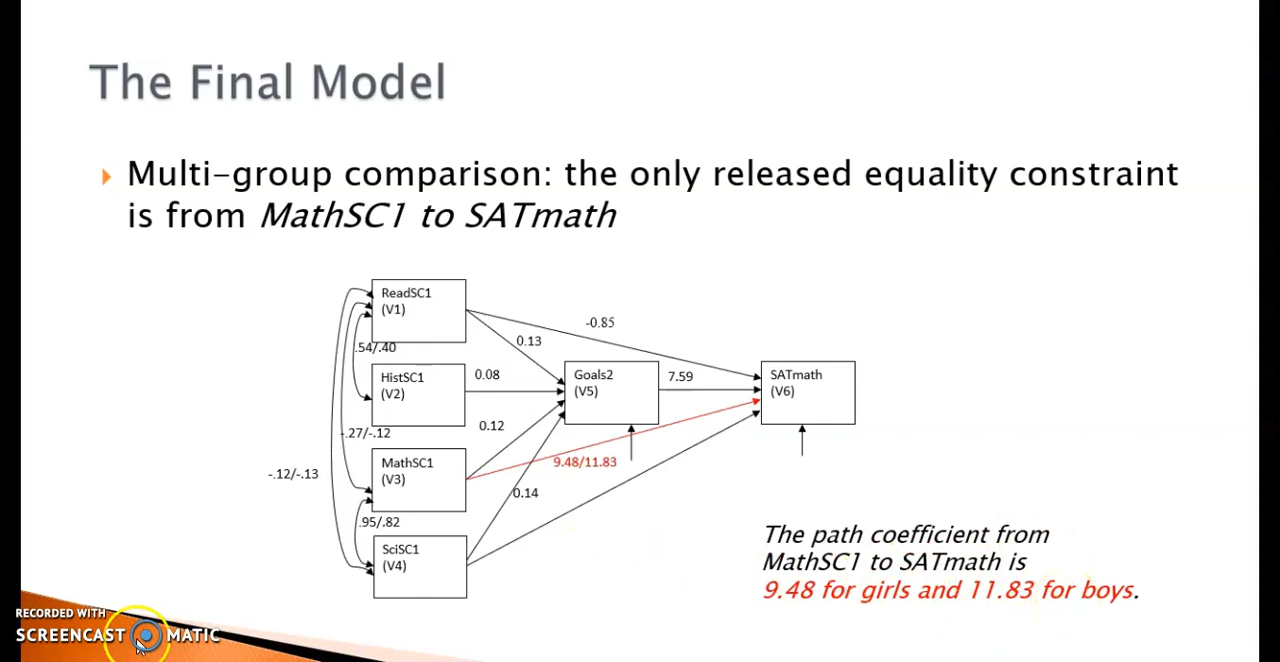 The Final Model
Multi-group comparison: the only released equality constraint
is from MathSC1 to SATmath
ReadSC1
(V1)
-0.85
0.13
.54/.40
HistSC1
(V2)
0.08
Goals2
(V5)
7.59
SATmath
(V6)
0.12
-.27/-.12
MathSC1
(V3)
9.48/11.83
-.12/-.13
0.14
.95/.82
SciSC1
(V4)
The path coefficient from
MathSC1 to SATmath is
9.48 for girls and 11.83 for boys.
RECORDED WITH
SCREENCAST MATIC